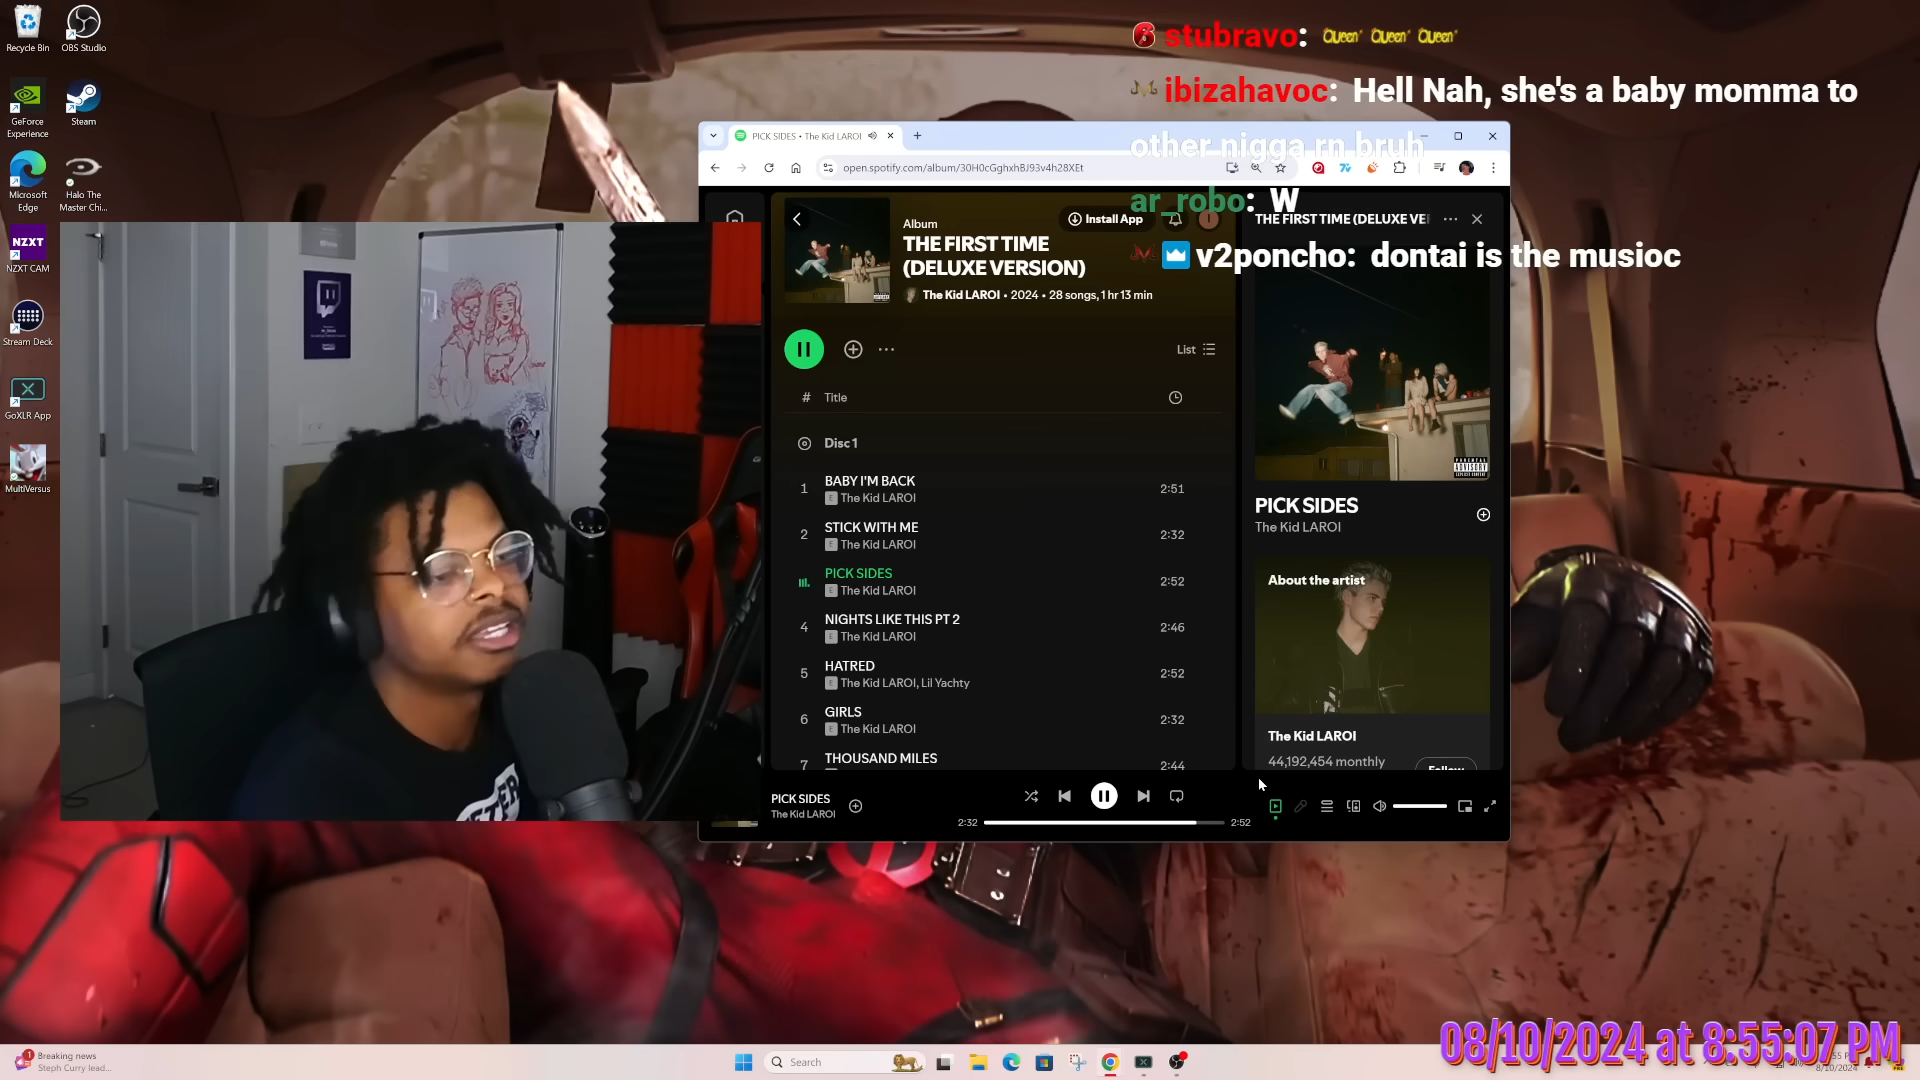 Recycle Bin
OBS Studio
GeForce
Experience
Steam
Microsoft
Edge
Halo The
Master Chi...
NZXT
NZXT CAM
Stream Deck
GoXLR App
MultiVersus
stubravo: Queen Queen Queen
ibizahavoc: Hell Nah, she's a baby momma to
other nigga rn bruh
ar_robo: W
v2poncho: dontai is the musioc
PICK SIDES • The Kid LAROI
open.spotify.com/album/30H0cGghxhBJ93v4h28XEt
Album
THE FIRST TIME
(DELUXE VERSION)
The Kid LAROI • 2024 • 28 songs, 1 hr 13 min
Install App
List
# Title
Disc 1
1 BABY I'M BACK 2:51
E The Kid LAROI
2 STICK WITH ME 2:32
E The Kid LAROI
PICK SIDES 2:52
E The Kid LAROI
4 NIGHTS LIKE THIS PT 2 2:46
E The Kid LAROI
5 HATRED 2:52
E The Kid LAROI, Lil Yachty
6 GIRLS 2:32
E The Kid LAROI
7 THOUSAND MILES 2:44
THE FIRST TIME (DELUXE VE
PARENTAL
ADVISORY
EXPLICIT CONTENT
PICK SIDES
The Kid LAROI
About the artist
The Kid LAROI
44,192,454 monthly
Follow
PICK SIDES
The Kid LAROI
2:32
2:52
Breaking news
Steph Curry lead...
Search
08/10/2024 at 8:55:07 PM
8/10/2024